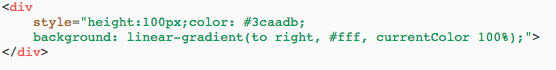 <div
style="height:100px;color: #3caadb;
background: linear-gradient(to right, #fff, currentColor 100%);">
</div>